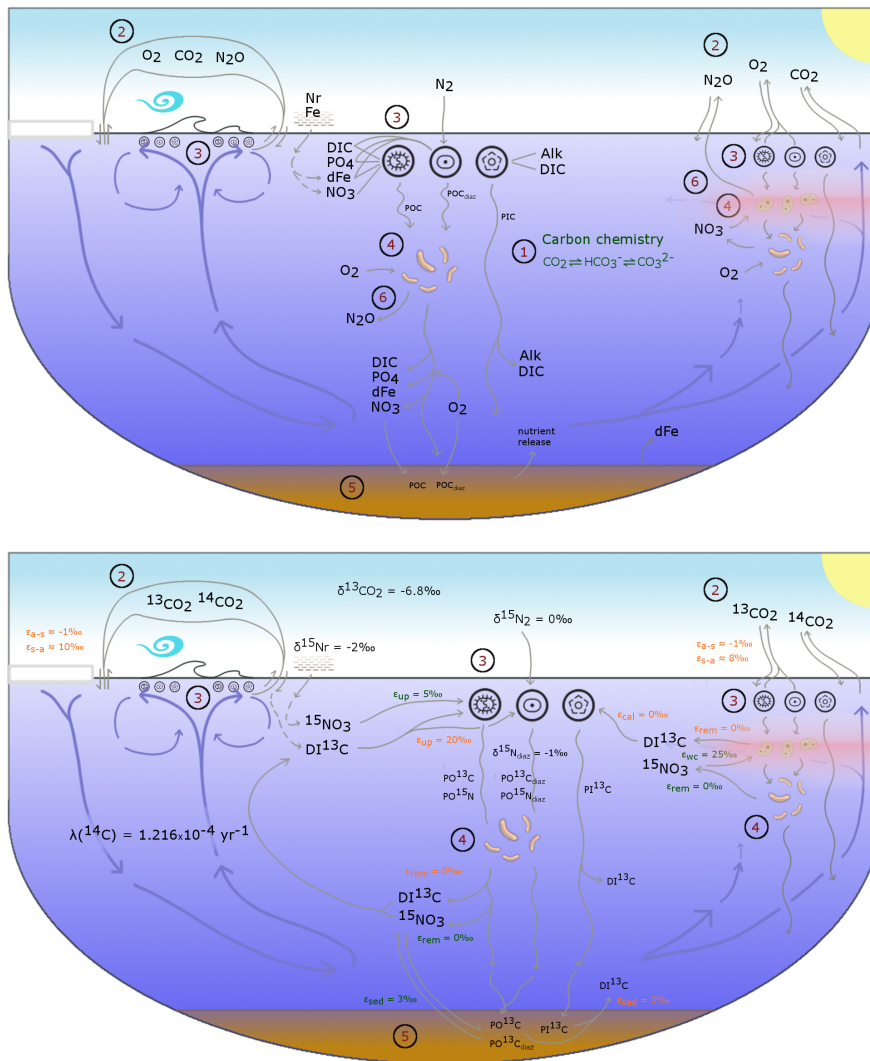 2
O2 CO2 N2O
Nr
Fe
N2
3
2
N2O
O2
CO2
3
DIC
PO4
dFe
NO3
Alk
DIC
3
POC
POCdiaz
PIC
6
4
NO3
4
1
Carbon chemistry
CO2⇌HCO3-⇌CO32-
O2
6
N2O
O2
DIC
PO4
dFe
NO3
O2
Alk
DIC
nutrient
release
dFe
5
POC
POCdiaz
2
13CO2 14CO2
δ13CO2 = -6.8‰
δ15N2 = 0‰
2
13CO2
14CO2
εa-s ≈ -1‰
εs-a ≈ 10‰
δ15Nr = -2‰
3
εa-s ≈ -1‰
εs-a ≈ 8‰
3
εup = 5‰
3
15NO3
DI13C
εup = 20‰
εcal = 0‰
DI13C
15NO3
εrem = 0‰
εwc = 25‰
εrem = 0‰
δ15Ndiaz = -1‰
PO13C
PO15N
PO13Cdiaz
PO15Ndiaz
PI13C
λ(14C) = 1.216x10-4 yr-1
4
4
εrem = 0‰
DI13C
15NO3
εrem = 0‰
DI13C
εsed = 3‰
DI13C
εsed = 0‰
5
PO13C
PO13Cdiaz
PI13C